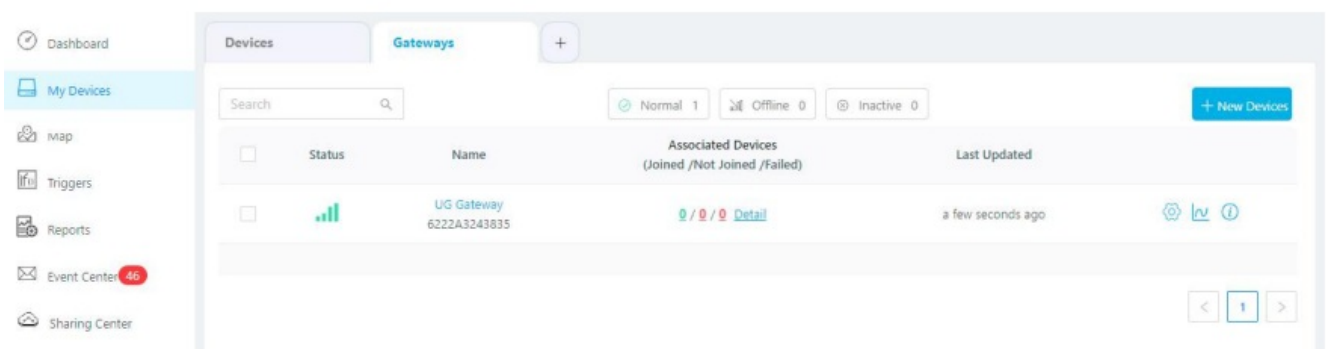 Dashboard
My Devices
Map
Triggers
Reports
Event Center 46
Sharing Center
Devices
Gateways
+
Search
Normal 1
Offline 0
Inactive 0
+ New Devices
Status
Name
Associated Devices
(Joined /Not Joined /Failed)
Last Updated
UG Gateway
6222A3243835
0 / 0 / 0 Detail
a few seconds ago
< 1 >